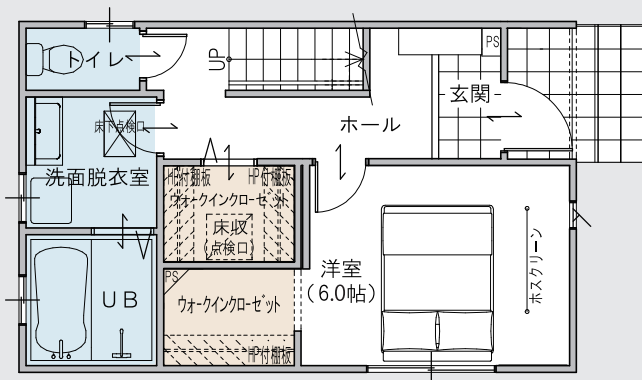 トイレ
UP
PS
玄関
ホール
床下点検口
洗面脱衣室
HP付棚板
HP付棚板
ウォークインクローゼット
床収
(点検口)
UB
PS
ウォークインクローゼット
HP付棚板
洋室
(6.0帖)
ホスクリーン